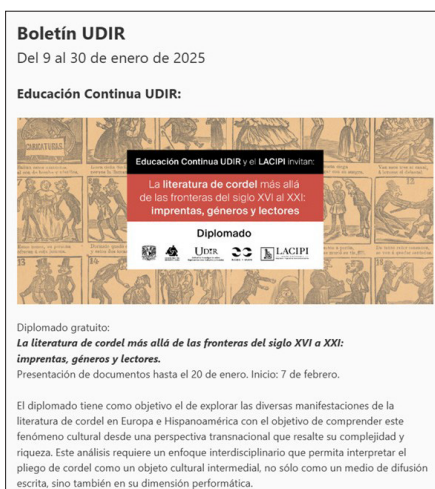 Boletín UDIR
Del 9 al 30 de enero de 2025
Educación Continua UDIR:
CARICATURAS.
Educación Continua UDIR y el LACIPI invitan:
La literatura de cordel más allá
de las fronteras del siglo XVI al XXI:
imprentas, géneros y lectores
Diplomado
UDIR
LACIPI
Diplomado gratuito:
La literatura de cordel más allá de las fronteras del siglo XVI a XXI:
imprentas, géneros y lectores.
Presentación de documentos hasta el 20 de enero. Inicio: 7 de febrero.
El diplomado tiene como objetivo el de explorar las diversas manifestaciones de la
literatura de cordel en Europa e Hispanoamérica con el objetivo de comprender este
fenómeno cultural desde una perspectiva transnacional que resalte su complejidad y
riqueza. Este análisis requiere un enfoque interdisciplinario que permita interpretar el
pliego de cordel como un objeto cultural intermedial, no sólo como un medio de difusión
escrita, sino también en su dimensión performática.